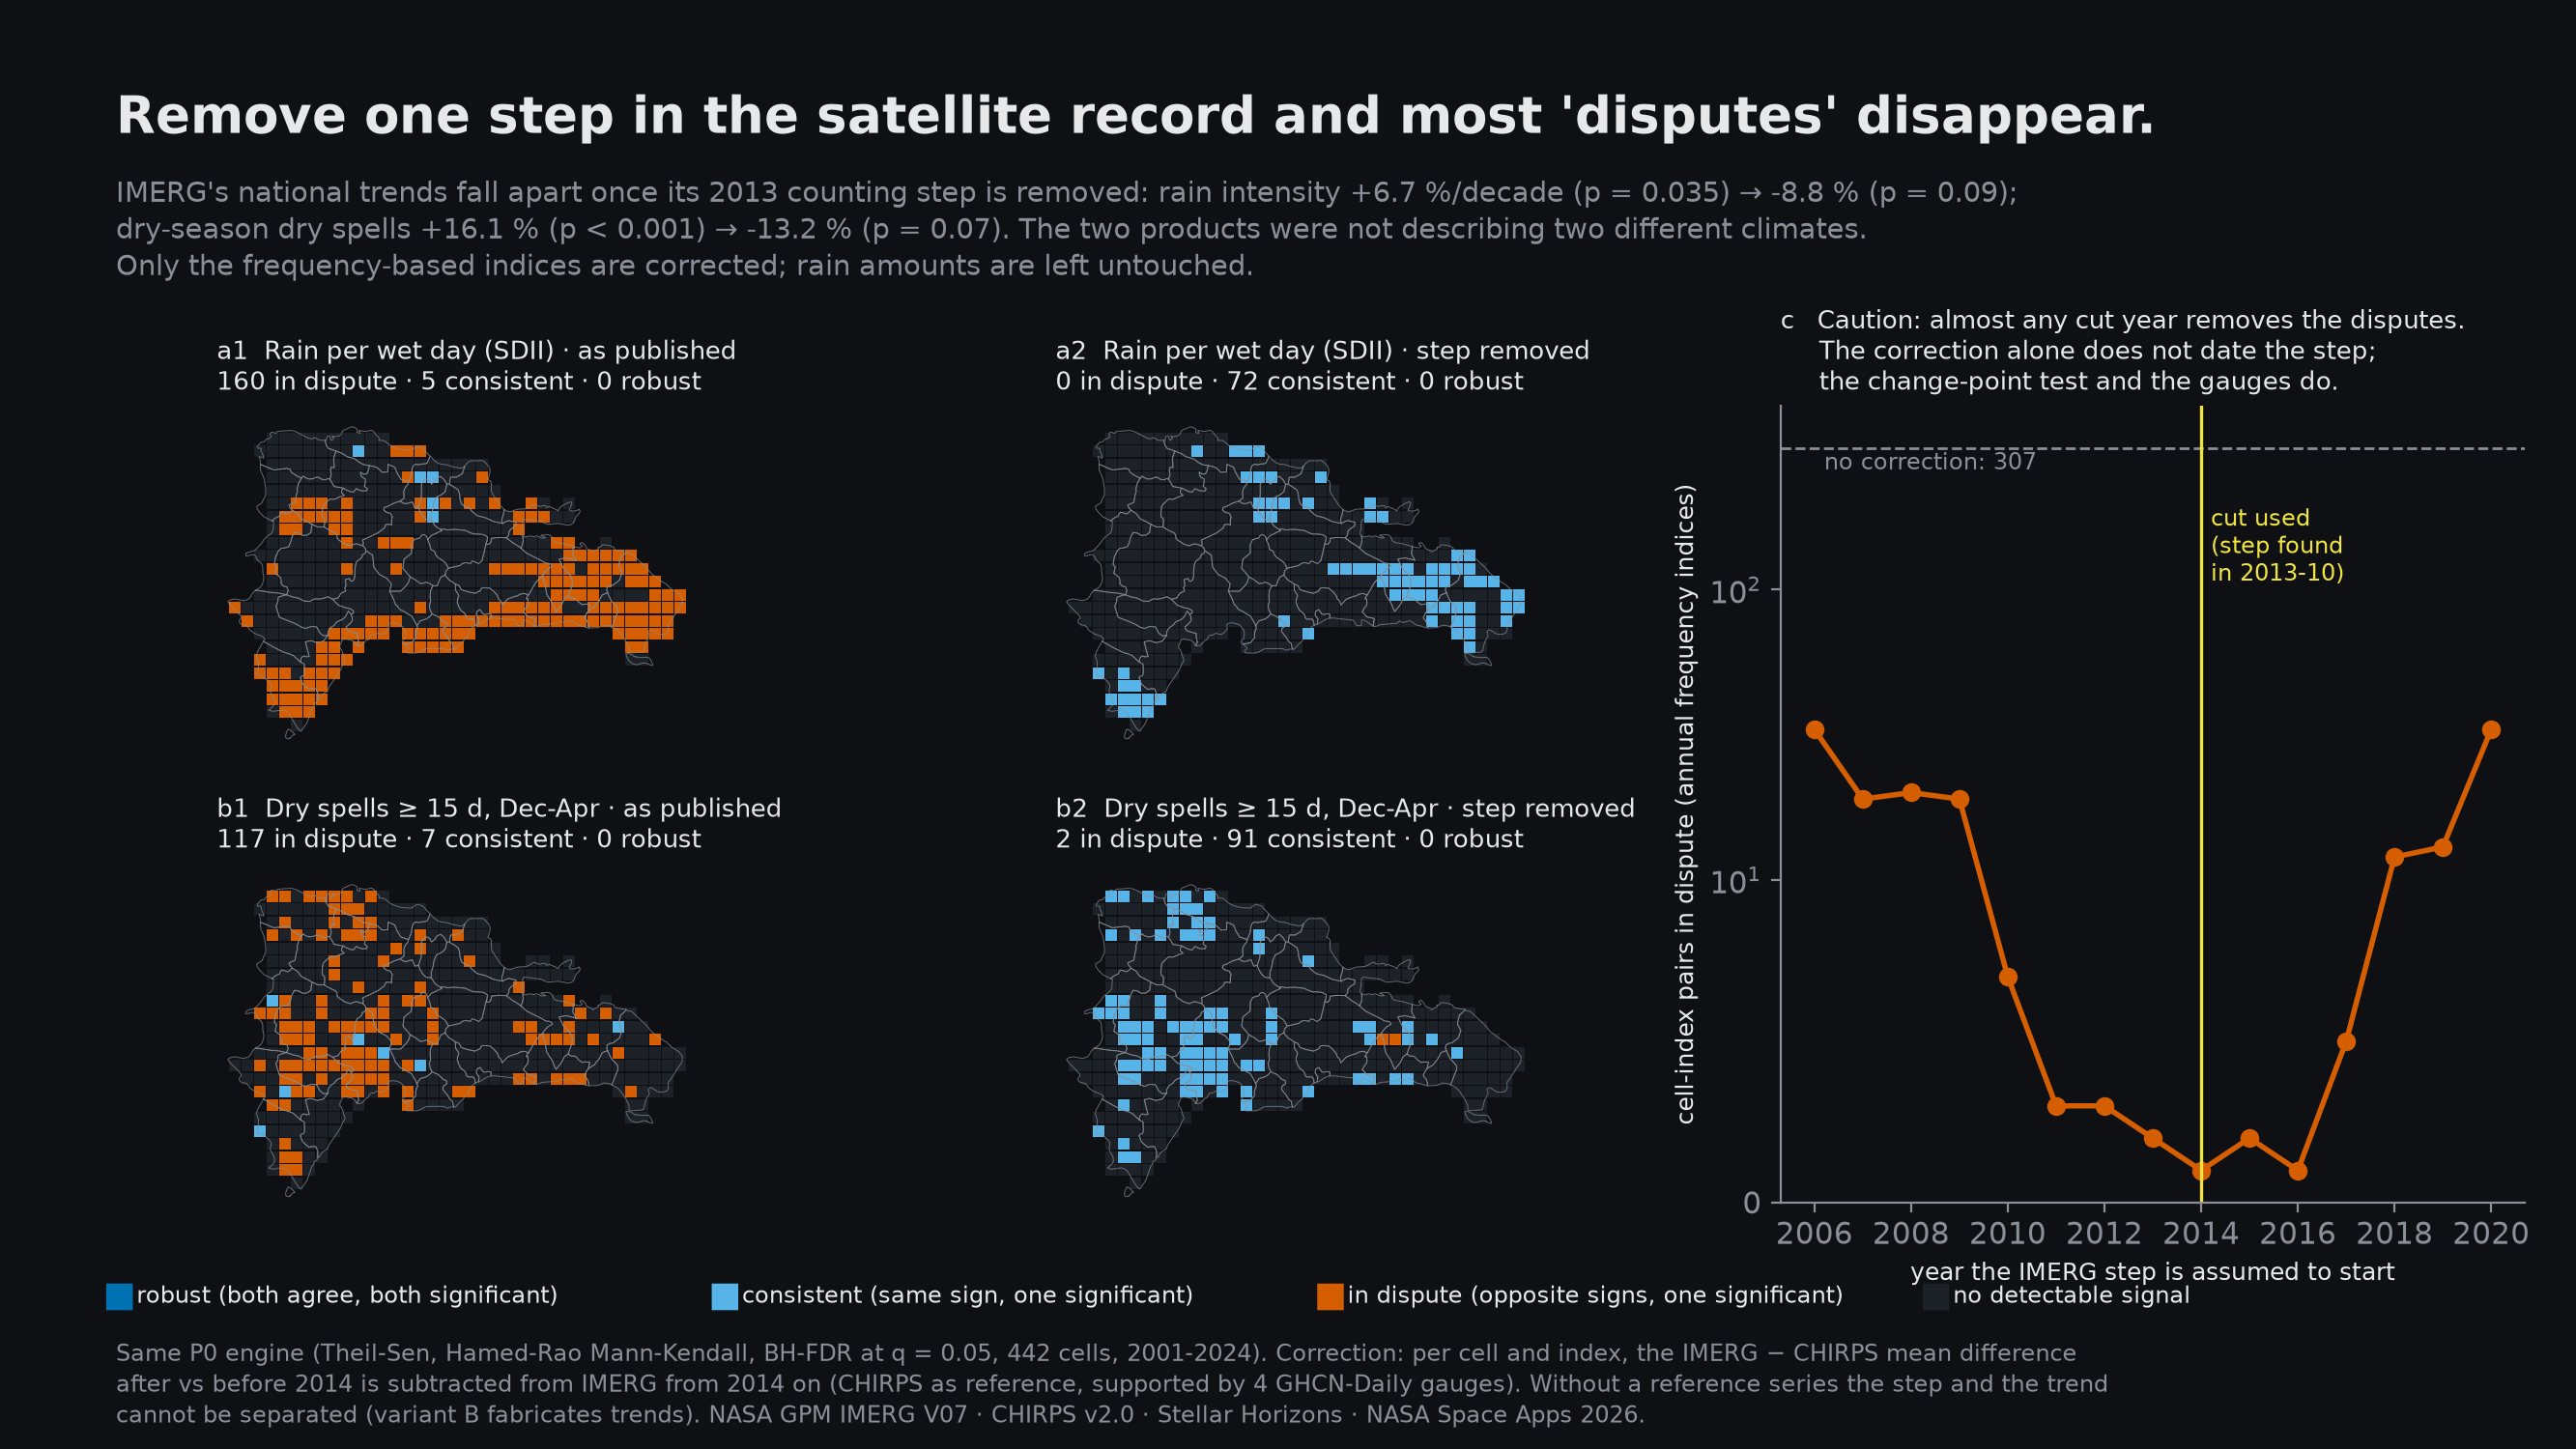 Remove one step in the satellite record and most 'disputes' disappear.
IMERG's national trends fall apart once its 2013 counting step is removed: rain intensity +6.7 %/decade (p = 0.035) → -8.8 % (p = 0.09);
dry-season dry spells +16.1 % (p < 0.001) → -13.2 % (p = 0.07). The two products were not describing two different climates.
Only the frequency-based indices are corrected; rain amounts are left untouched.
a1 Rain per wet day (SDII) · as published
160 in dispute · 5 consistent · 0 robust
a2 Rain per wet day (SDII) · step removed
0 in dispute · 72 consistent · 0 robust
b1 Dry spells ≥ 15 d, Dec-Apr · as published
117 in dispute · 7 consistent · 0 robust
b2 Dry spells ≥ 15 d, Dec-Apr · step removed
2 in dispute · 91 consistent · 0 robust
c Caution: almost any cut year removes the disputes.
The correction alone does not date the step;
the change-point test and the gauges do.
no correction: 307
cut used
(step found
in 2013-10)
cell-index pairs in dispute (annual frequency indices)
10²
10¹
0
2006 2008 2010 2012 2014 2016 2018 2020
year the IMERG step is assumed to start
robust (both agree, both significant)
consistent (same sign, one significant)
in dispute (opposite signs, one significant)
no detectable signal
Same P0 engine (Theil-Sen, Hamed-Rao Mann-Kendall, BH-FDR at q = 0.05, 442 cells, 2001-2024). Correction: per cell and index, the IMERG − CHIRPS mean difference
after vs before 2014 is subtracted from IMERG from 2014 on (CHIRPS as reference, supported by 4 GHCN-Daily gauges). Without a reference series the step and the trend
cannot be separated (variant B fabricates trends). NASA GPM IMERG V07 · CHIRPS v2.0 · Stellar Horizons · NASA Space Apps 2026.